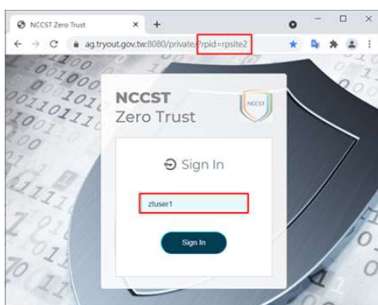 NCCST Zero Trust
ag.tryout.gov.tw:8080/private/?rpid=rpsite2
NCCST
Zero Trust
NCCST
Sign In
ztuser1
Sign In